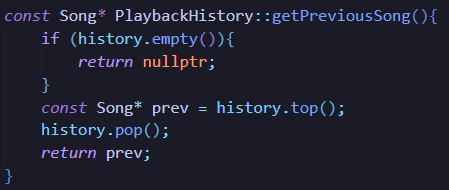 const Song* PlaybackHistory::getPreviousSong(){
    if (history.empty()){
        return nullptr;
    }
    const Song* prev = history.top();
    history.pop();
    return prev;
}